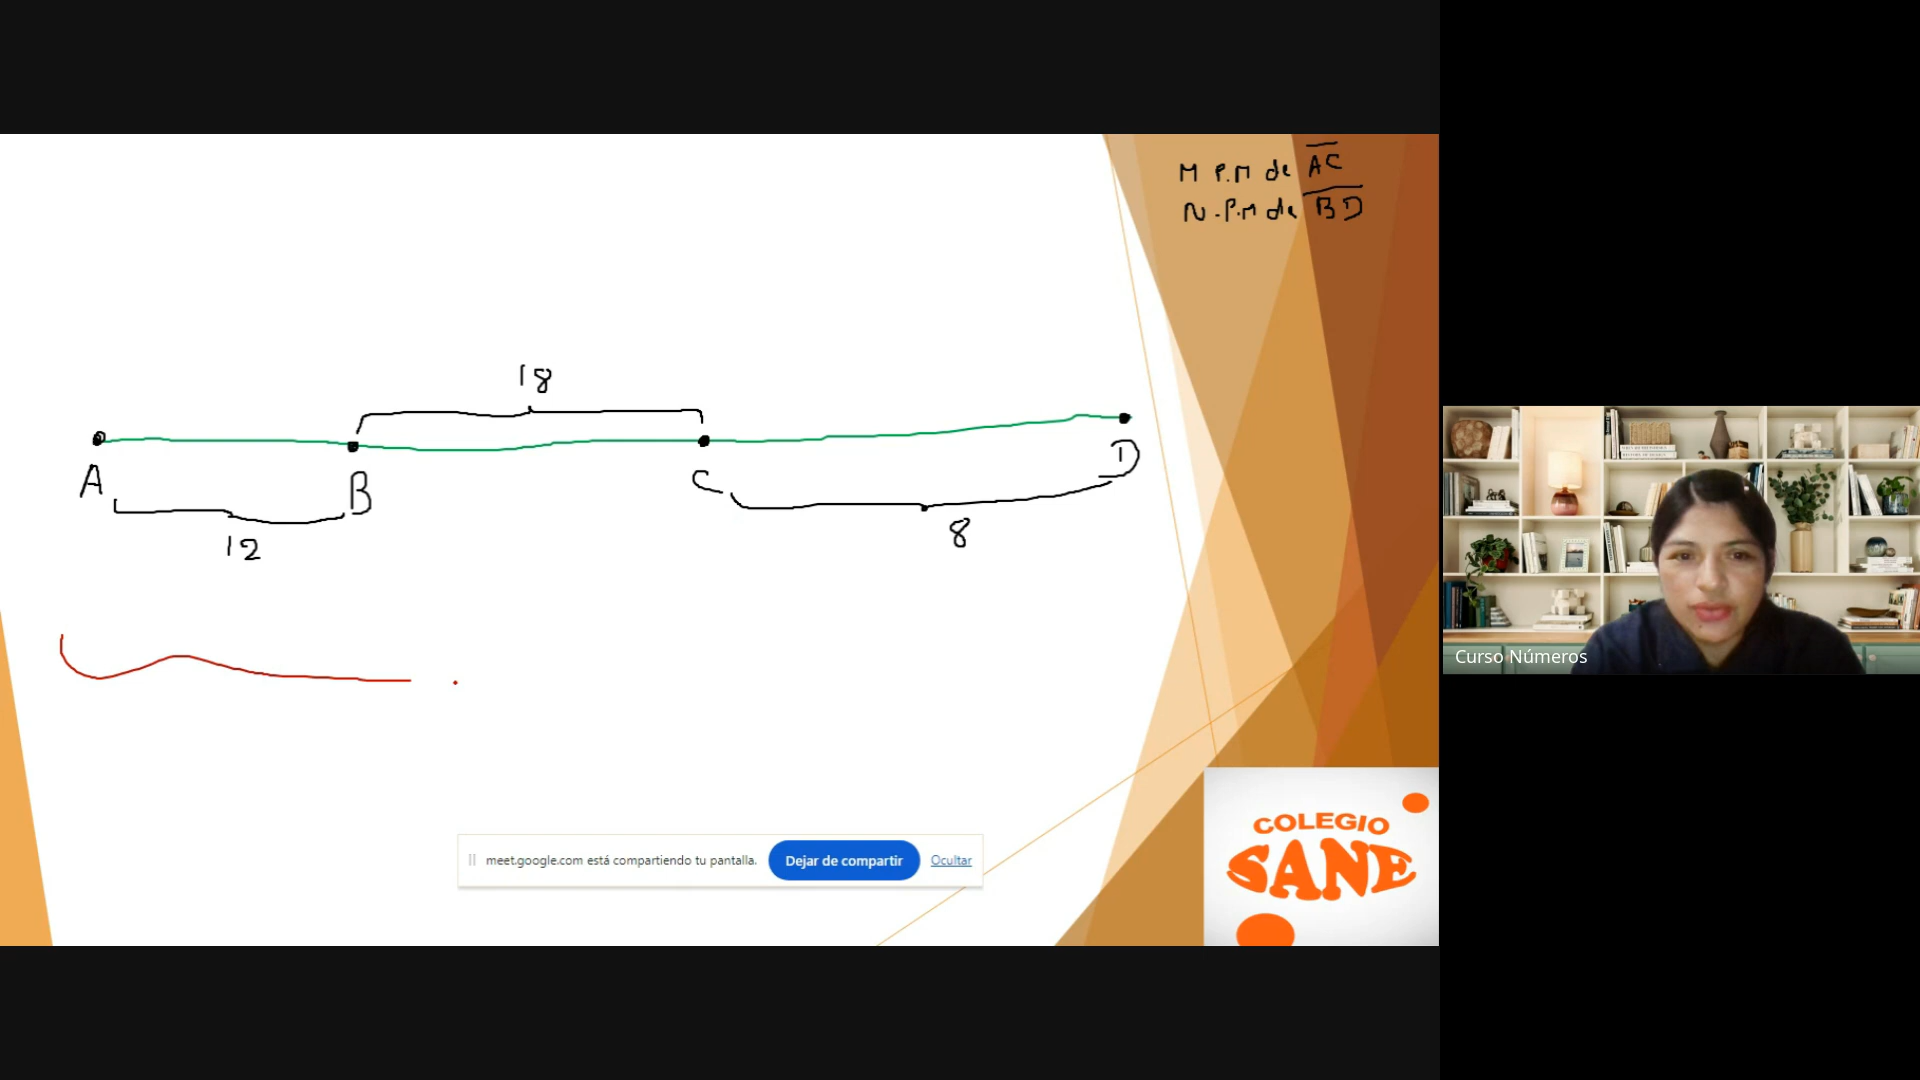 M P.M de AC
N.P.M de BD
18
A
B
C
D
12
8
Curso Números
meet.google.com está compartiendo tu pantalla.
Dejar de compartir
Ocultar
COLEGIO
SANE